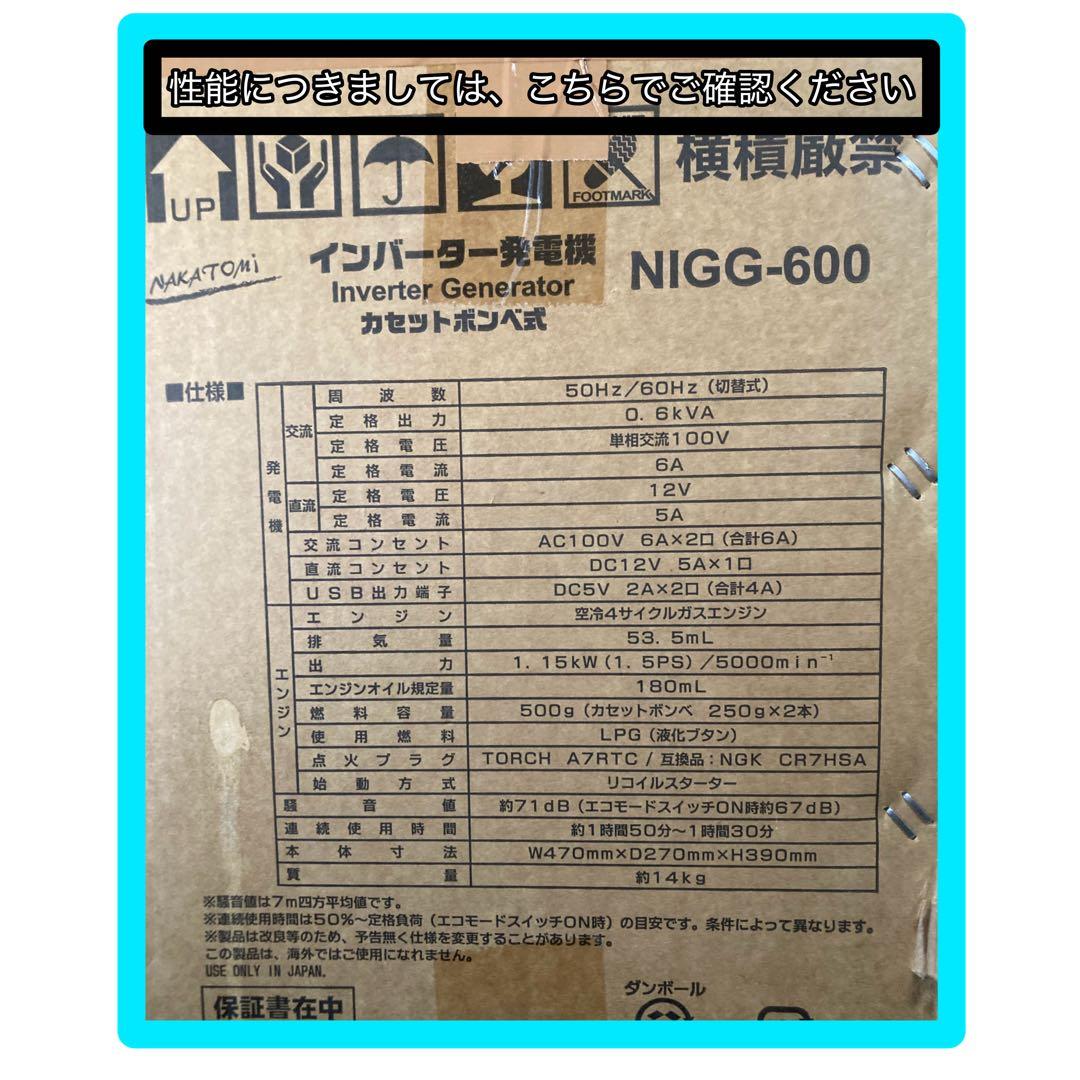 性能につきましては、こちらでご確認ください
UP
FOOTMARK
横積厳禁
NAKATOMi
インバーター発電機
Inverter Generator
カセットボンベ式
NIGG-600
■仕様■
発電機
交流
周波数 50Hz/60Hz(切替式)
定格出力 0.6kVA
定格電圧 単相交流100V
定格電流 6A
直流
定格電圧 12V
定格電流 5A
交流コンセント AC100V 6A×2口(合計6A)
直流コンセント DC12V 5A×1口
USB出力端子 DC5V 2A×2口(合計4A)
エンジン
エンジン 空冷4サイクルガスエンジン
排気量 53.5mL
出力 1.15kW(1.5PS)/5000min⁻¹
エンジンオイル規定量 180mL
燃料容量 500g(カセットボンベ 250g×2本)
使用燃料 LPG(液化ブタン)
点火プラグ TORCH A7RTC/互換品:NGK CR7HSA
始動方式 リコイルスターター
騒音値 約71dB(エコモードスイッチON時約67dB)
連続使用時間 約1時間50分~1時間30分
本体寸法 W470mm×D270mm×H390mm
質量 約14kg
※騒音値は7m四方平均値です。
※連続使用時間は50%~定格負荷(エコモードスイッチON時)の目安です。条件によって異なります。
※製品は改良等のため、予告無く仕様を変更することがあります。
この製品は、海外ではご使用になれません。
USE ONLY IN JAPAN.
保証書在中
ダンボール